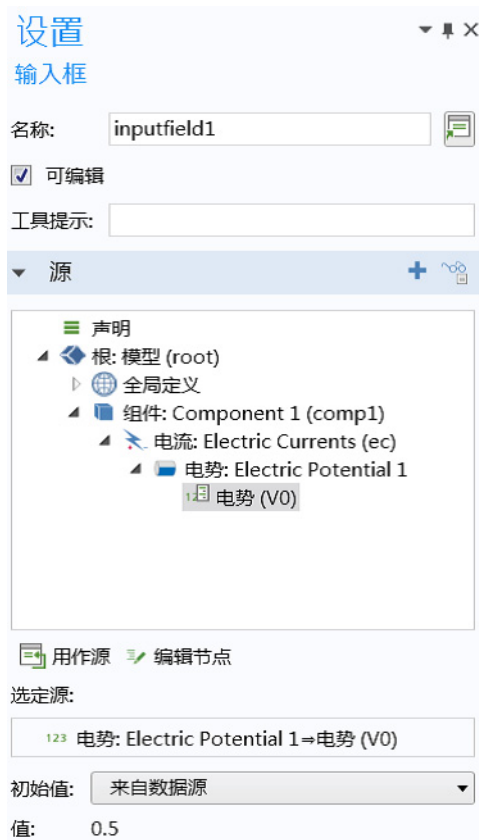 设置
输入框
名称: inputfield1
可编辑
工具提示:
源
声明
根: 模型 (root)
全局定义
组件: Component 1 (comp1)
电流: Electric Currents (ec)
电势: Electric Potential 1
电势 (V0)
用作源 编辑节点
选定源:
123 电势: Electric Potential 1⇒电势 (V0)
初始值: 来自数据源
值: 0.5